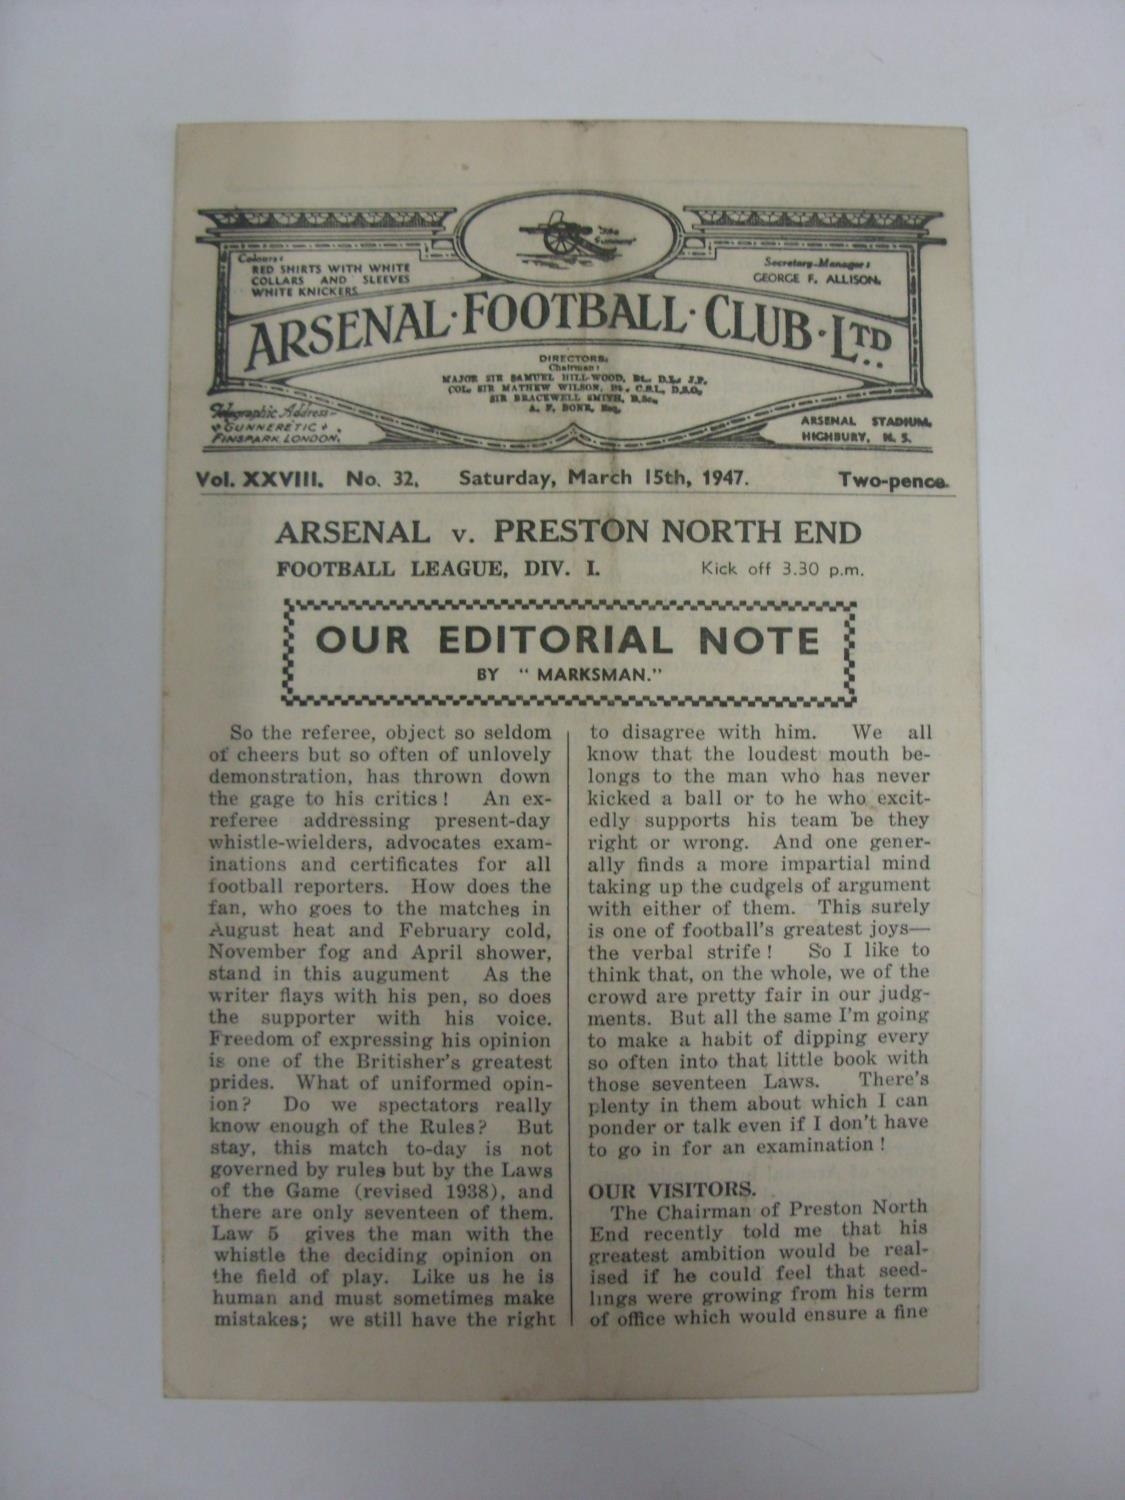 "The
Gunners"
Colours:
RED SHIRTS WITH WHITE
COLLARS AND SLEEVES
WHITE KNICKERS
Secretary-Manager:
GEORGE F. ALLISON.
ARSENAL · FOOTBALL · CLUB · LTD
DIRECTORS:
Chairman:
MAJOR SIR SAMUEL HILL-WOOD, Bt., D.L., J.P.
COL. SIR MATHEW WILSON, Bt., C.S.I., D.S.O.
SIR BRACEWELL SMITH, B.Sc.
A. F. BONE, Esq.
Telegraphic Address—
GUNNERETIC
FINSPARK LONDON.
ARSENAL STADIUM,
HIGHBURY, N. 5.
Vol. XXVIII. No. 32. Saturday, March 15th, 1947. Two-pence.
ARSENAL v. PRESTON NORTH END
FOOTBALL LEAGUE, DIV. I. Kick off 3.30 p.m.
OUR EDITORIAL NOTE
BY "MARKSMAN."
So the referee, object so seldom
of cheers but so often of unlovely
demonstration, has thrown down
the gage to his critics! An ex-
referee addressing present-day
whistle-wielders, advocates exam-
inations and certificates for all
football reporters. How does the
fan, who goes to the matches in
August heat and February cold,
November fog and April shower,
stand in this augument As the
writer flays with his pen, so does
the supporter with his voice.
Freedom of expressing his opinion
is one of the Britisher's greatest
prides. What of uniformed opin-
ion? Do we spectators really
know enough of the Rules? But
stay, this match to-day is not
governed by rules but by the Laws
of the Game (revised 1938), and
there are only seventeen of them.
Law 5 gives the man with the
whistle the deciding opinion on
the field of play. Like us he is
human and must sometimes make
mistakes; we still have the right
to disagree with him. We all
know that the loudest mouth be-
longs to the man who has never
kicked a ball or to he who excit-
edly supports his team be they
right or wrong. And one gener-
ally finds a more impartial mind
taking up the cudgels of argument
with either of them. This surely
is one of football's greatest joys—
the verbal strife! So I like to
think that, on the whole, we of the
crowd are pretty fair in our judg-
ments. But all the same I'm going
to make a habit of dipping every
so often into that little book with
those seventeen Laws. There's
plenty in them about which I can
ponder or talk even if I don't have
to go in for an examination!
OUR VISITORS.
The Chairman of Preston North
End recently told me that his
greatest ambition would be real-
ised if he could feel that seed-
lings were growing from his term
of office which would ensure a fine